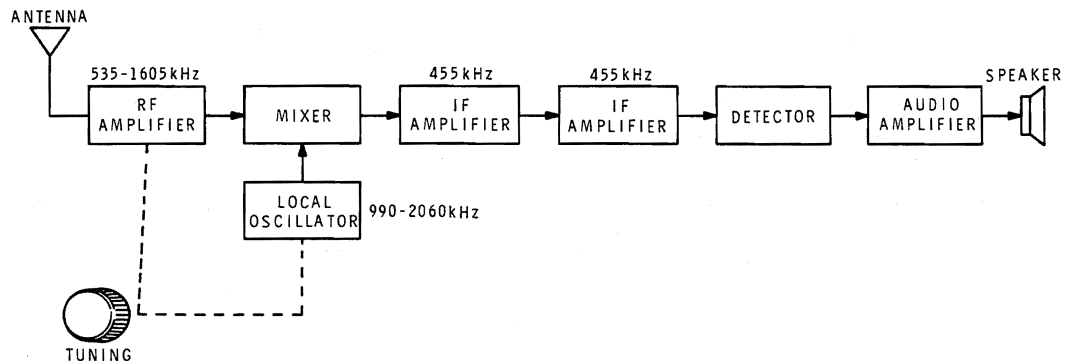 ANTENNA
535-1605kHz
RF
AMPLIFIER
MIXER
455kHz
IF
AMPLIFIER
455kHz
IF
AMPLIFIER
DETECTOR
AUDIO
AMPLIFIER
SPEAKER
LOCAL
OSCILLATOR
990-2060kHz
TUNING